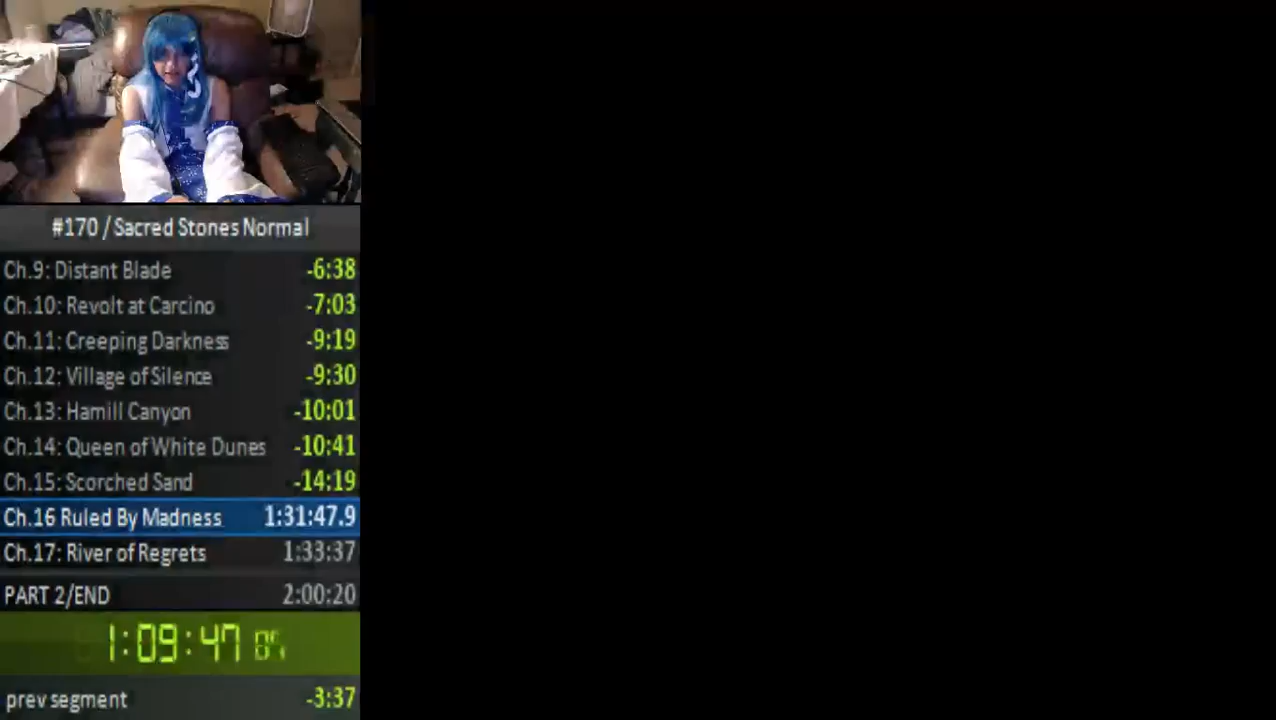 #170 / Sacred Stones Normal
Ch.9: Distant Blade -6:38
Ch.10: Revolt at Carcino -7:03
Ch.11: Creeping Darkness -9:19
Ch.12: Village of Silence -9:30
Ch.13: Hamill Canyon -10:01
Ch.14: Queen of White Dunes -10:41
Ch.15: Scorched Sand -14:19
Ch.16 Ruled By Madness 1:31:47.9
Ch.17: River of Regrets 1:33:37
PART 2/END 2:00:20
1:09:47
prev segment -3:37